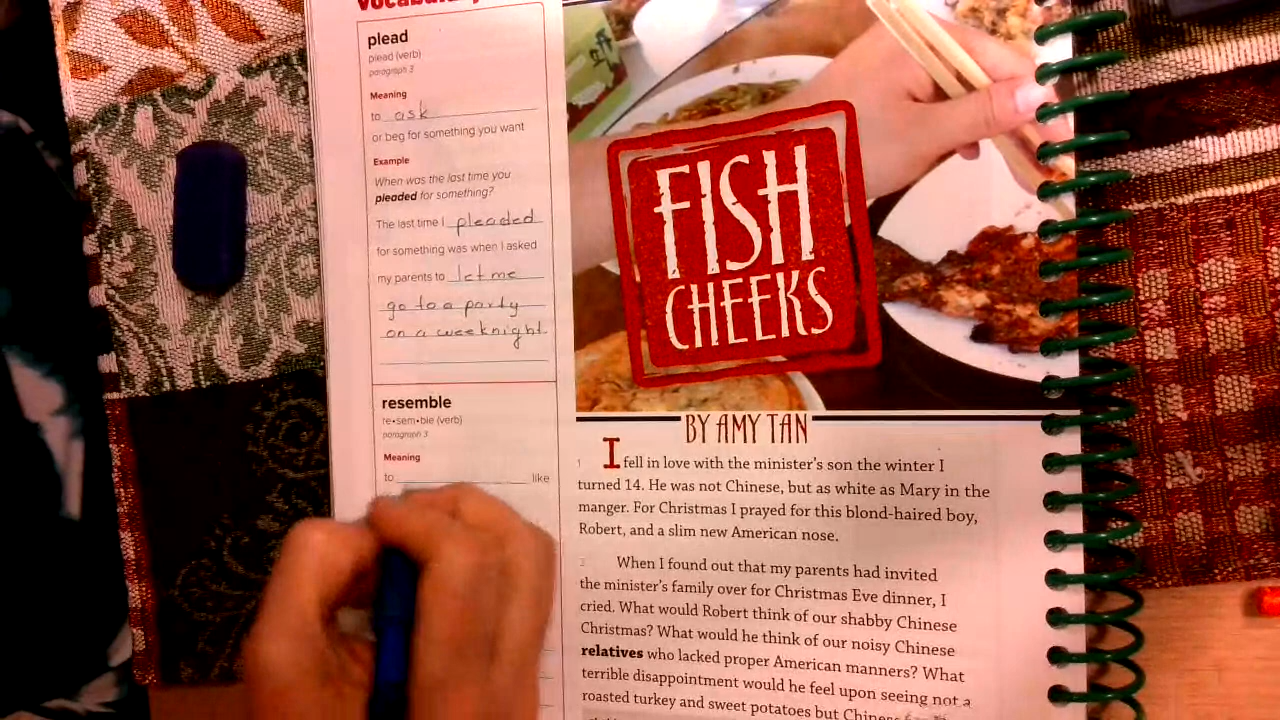 Vocabulary
plead
plead (verb)
paragraph 3
Meaning
to ask
or beg for something you want
Example
When was the last time you
pleaded for something?
The last time I pleaded
for something was when I asked
my parents to let me
go to a party
on a weeknight.
resemble
re•sem•ble (verb)
paragraph 3
Meaning
to like
FISH
CHEEKS
BY AMY TAN
1 I fell in love with the minister's son the winter I
turned 14. He was not Chinese, but as white as Mary in the
manger. For Christmas I prayed for this blond-haired boy,
Robert, and a slim new American nose.
2 When I found out that my parents had invited
the minister's family over for Christmas Eve dinner, I
cried. What would Robert think of our shabby Chinese
Christmas? What would he think of our noisy Chinese
relatives who lacked proper American manners? What
terrible disappointment would he feel upon seeing not a
roasted turkey and sweet potatoes but Chinese